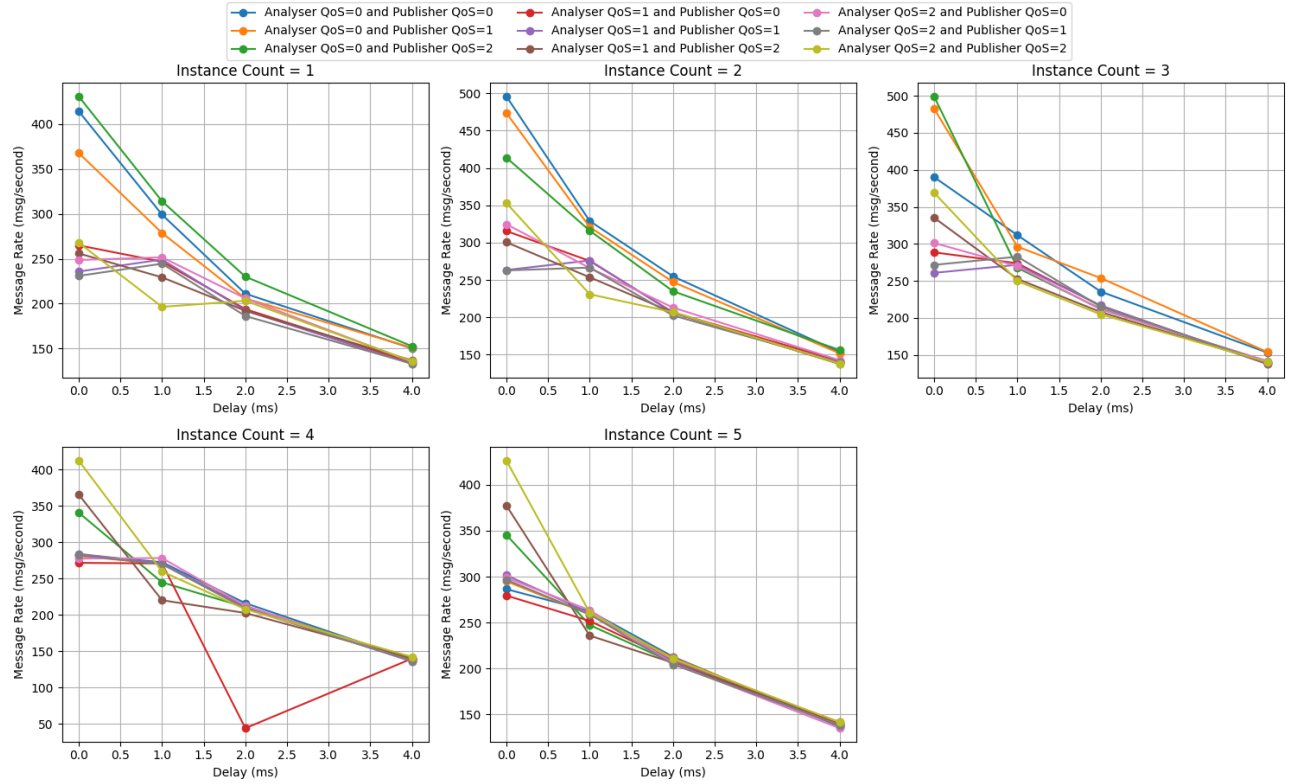 Analyser QoS=0 and Publisher QoS=0
Analyser QoS=0 and Publisher QoS=1
Analyser QoS=0 and Publisher QoS=2
Analyser QoS=1 and Publisher QoS=0
Analyser QoS=1 and Publisher QoS=1
Analyser QoS=1 and Publisher QoS=2
Analyser QoS=2 and Publisher QoS=0
Analyser QoS=2 and Publisher QoS=1
Analyser QoS=2 and Publisher QoS=2
Instance Count = 1
Message Rate (msg/second)
400
350
300
250
200
150
0.0 0.5 1.0 1.5 2.0 2.5 3.0 3.5 4.0
Delay (ms)
Instance Count = 2
Message Rate (msg/second)
500
450
400
350
300
250
200
150
0.0 0.5 1.0 1.5 2.0 2.5 3.0 3.5 4.0
Delay (ms)
Instance Count = 3
Message Rate (msg/second)
500
450
400
350
300
250
200
150
0.0 0.5 1.0 1.5 2.0 2.5 3.0 3.5 4.0
Delay (ms)
Instance Count = 4
Message Rate (msg/second)
400
350
300
250
200
150
100
50
0.0 0.5 1.0 1.5 2.0 2.5 3.0 3.5 4.0
Delay (ms)
Instance Count = 5
Message Rate (msg/second)
400
350
300
250
200
150
0.0 0.5 1.0 1.5 2.0 2.5 3.0 3.5 4.0
Delay (ms)